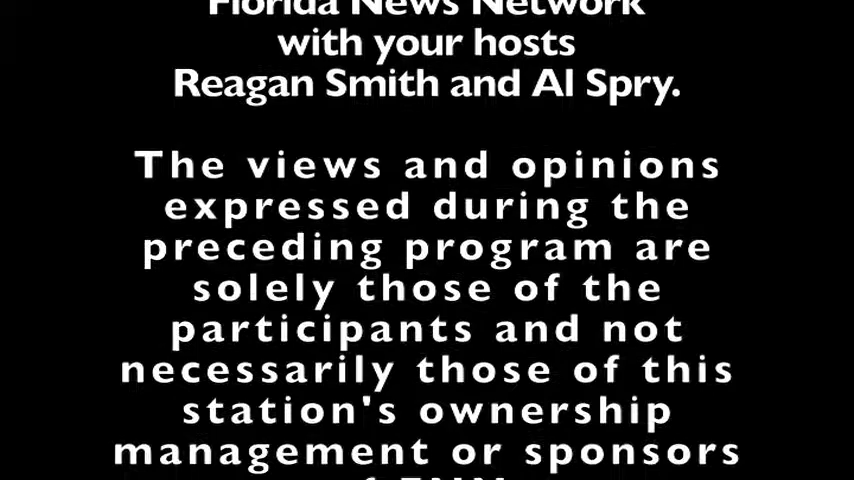 Florida News Network
with your hosts
Reagan Smith and Al Spry.
The views and opinions
expressed during the
preceding program are
solely those of the
participants and not
necessarily those of this
station's ownership
management or sponsors